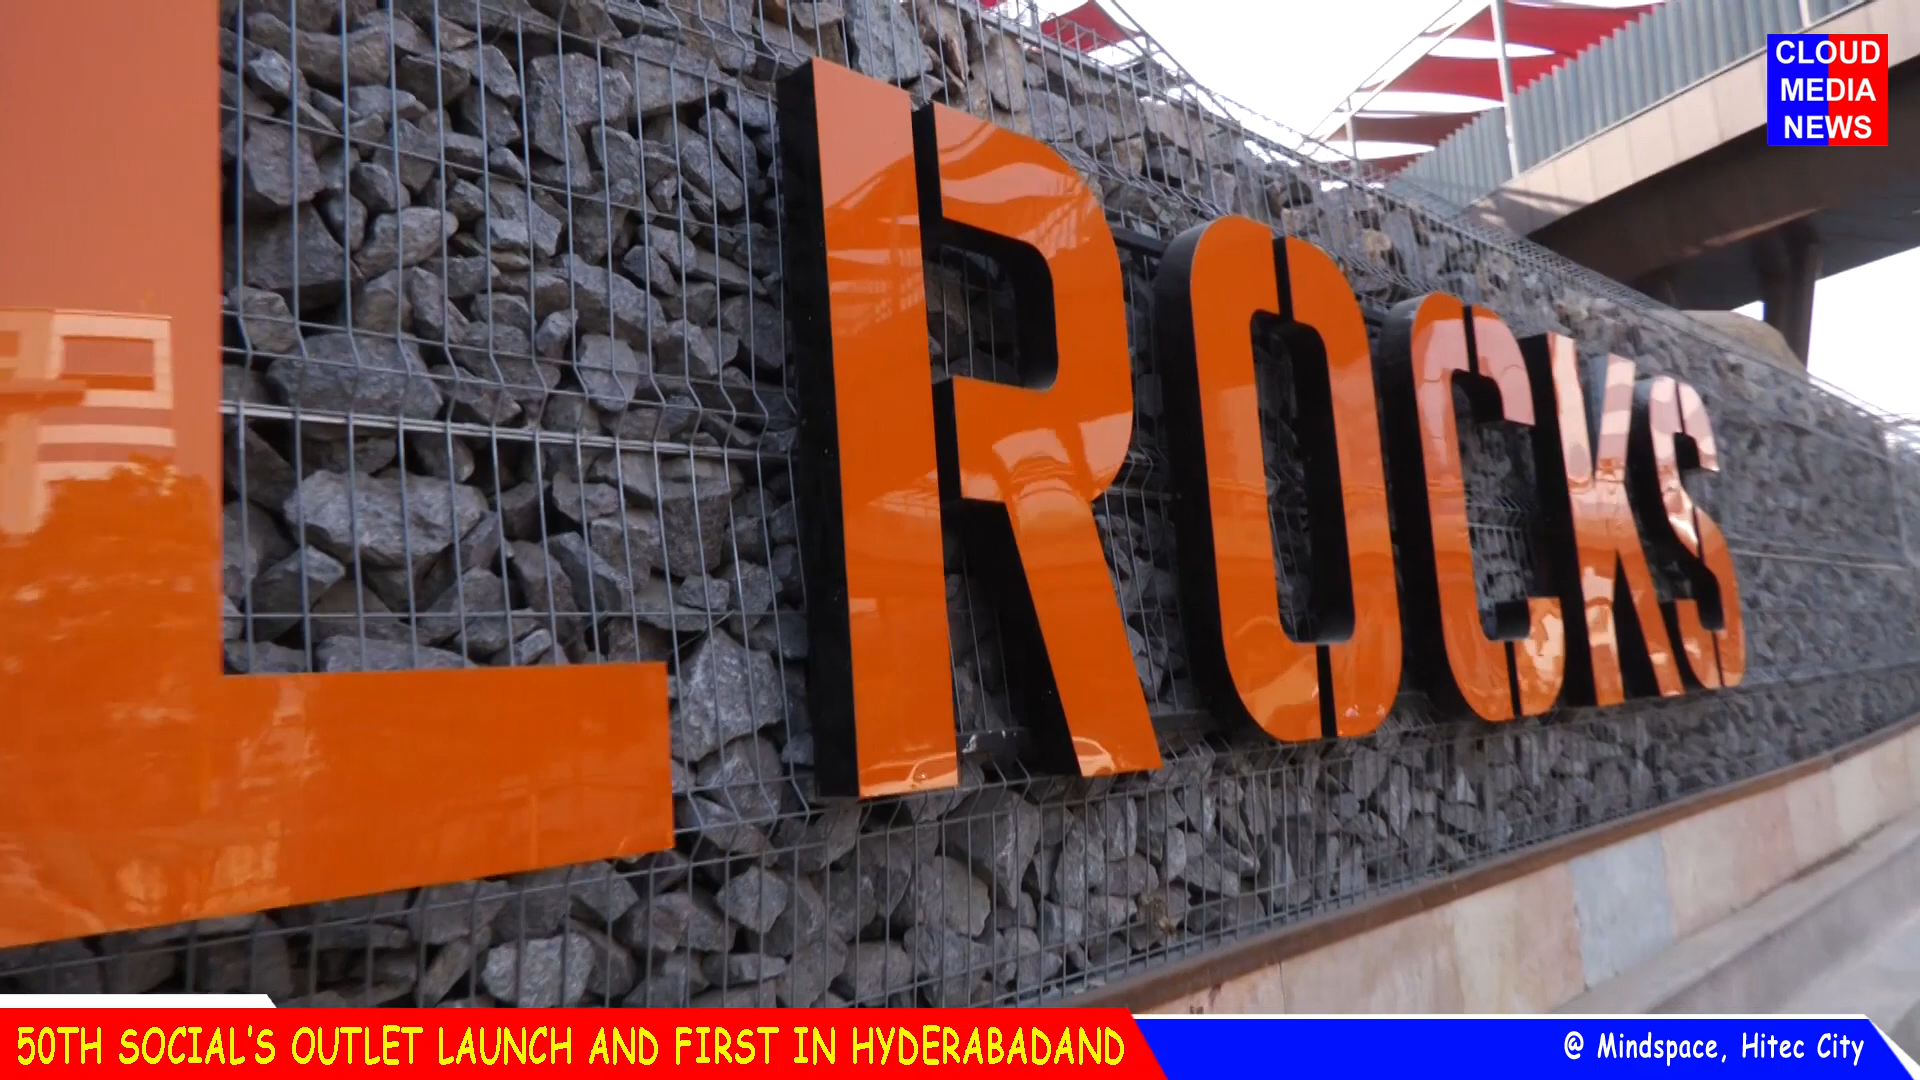 CLOUD
MEDIA
NEWS
L ROCKS
50TH SOCIAL'S OUTLET LAUNCH AND FIRST IN HYDERABADAND
@ Mindspace, Hitec City